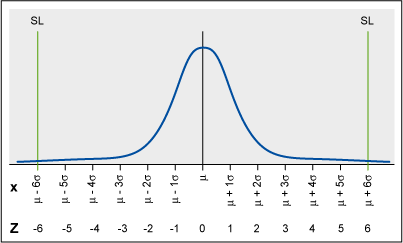 SL SL
x μ - 6σ μ - 5σ μ - 4σ μ - 3σ μ - 2σ μ - 1σ μ μ + 1σ μ + 2σ μ + 3σ μ + 4σ μ + 5σ μ + 6σ
Z -6 -5 -4 -3 -2 -1 0 1 2 3 4 5 6